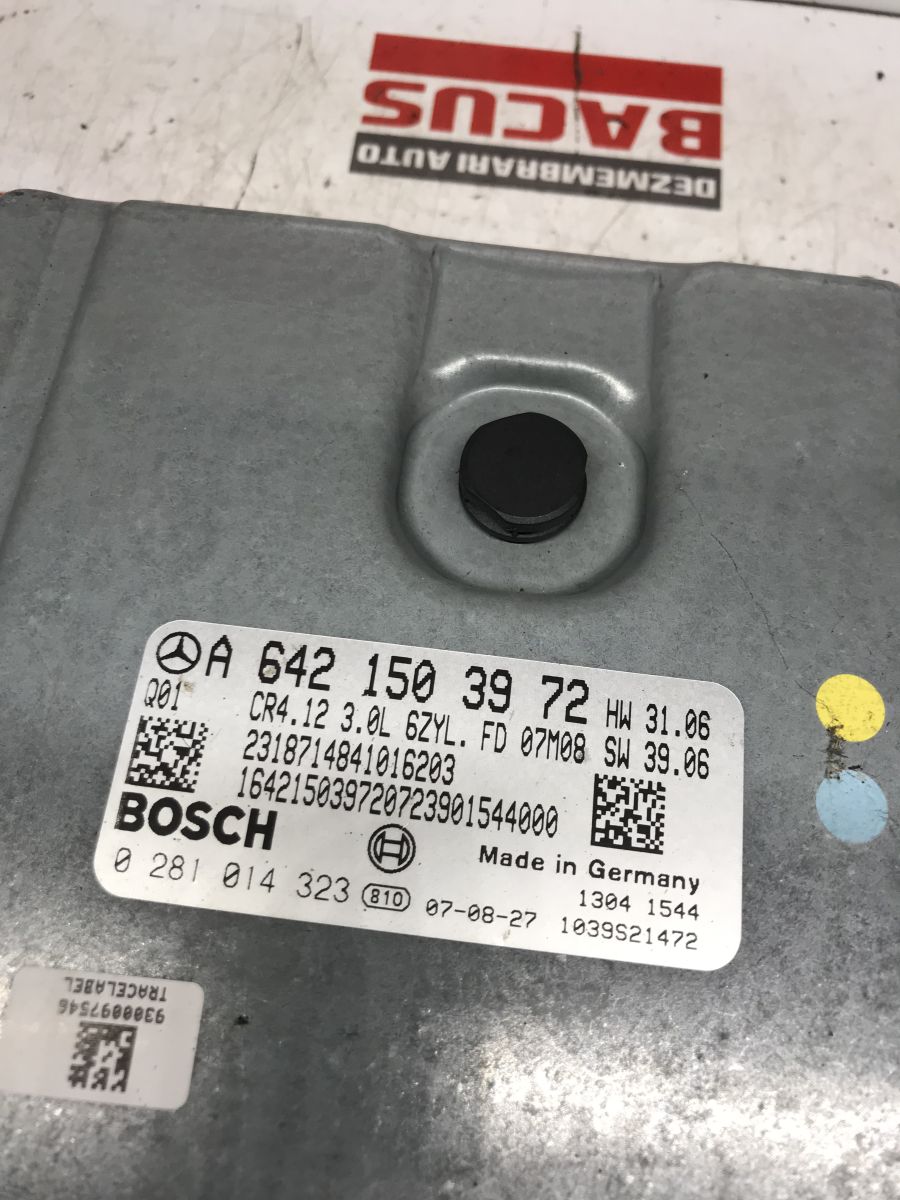 BACUS
DEZMEMBRARI AUTO
A 642 150 39 72 HW 31.06
Q01 CR4.12 3.0L 6ZYL. FD 07M08 SW 39.06
2318714841016203
164215039720723901544000
BOSCH
Made in Germany
0 281 014 323 810 07-08-27
1304 1544
1039S21472
TRACELABEL
9300097546